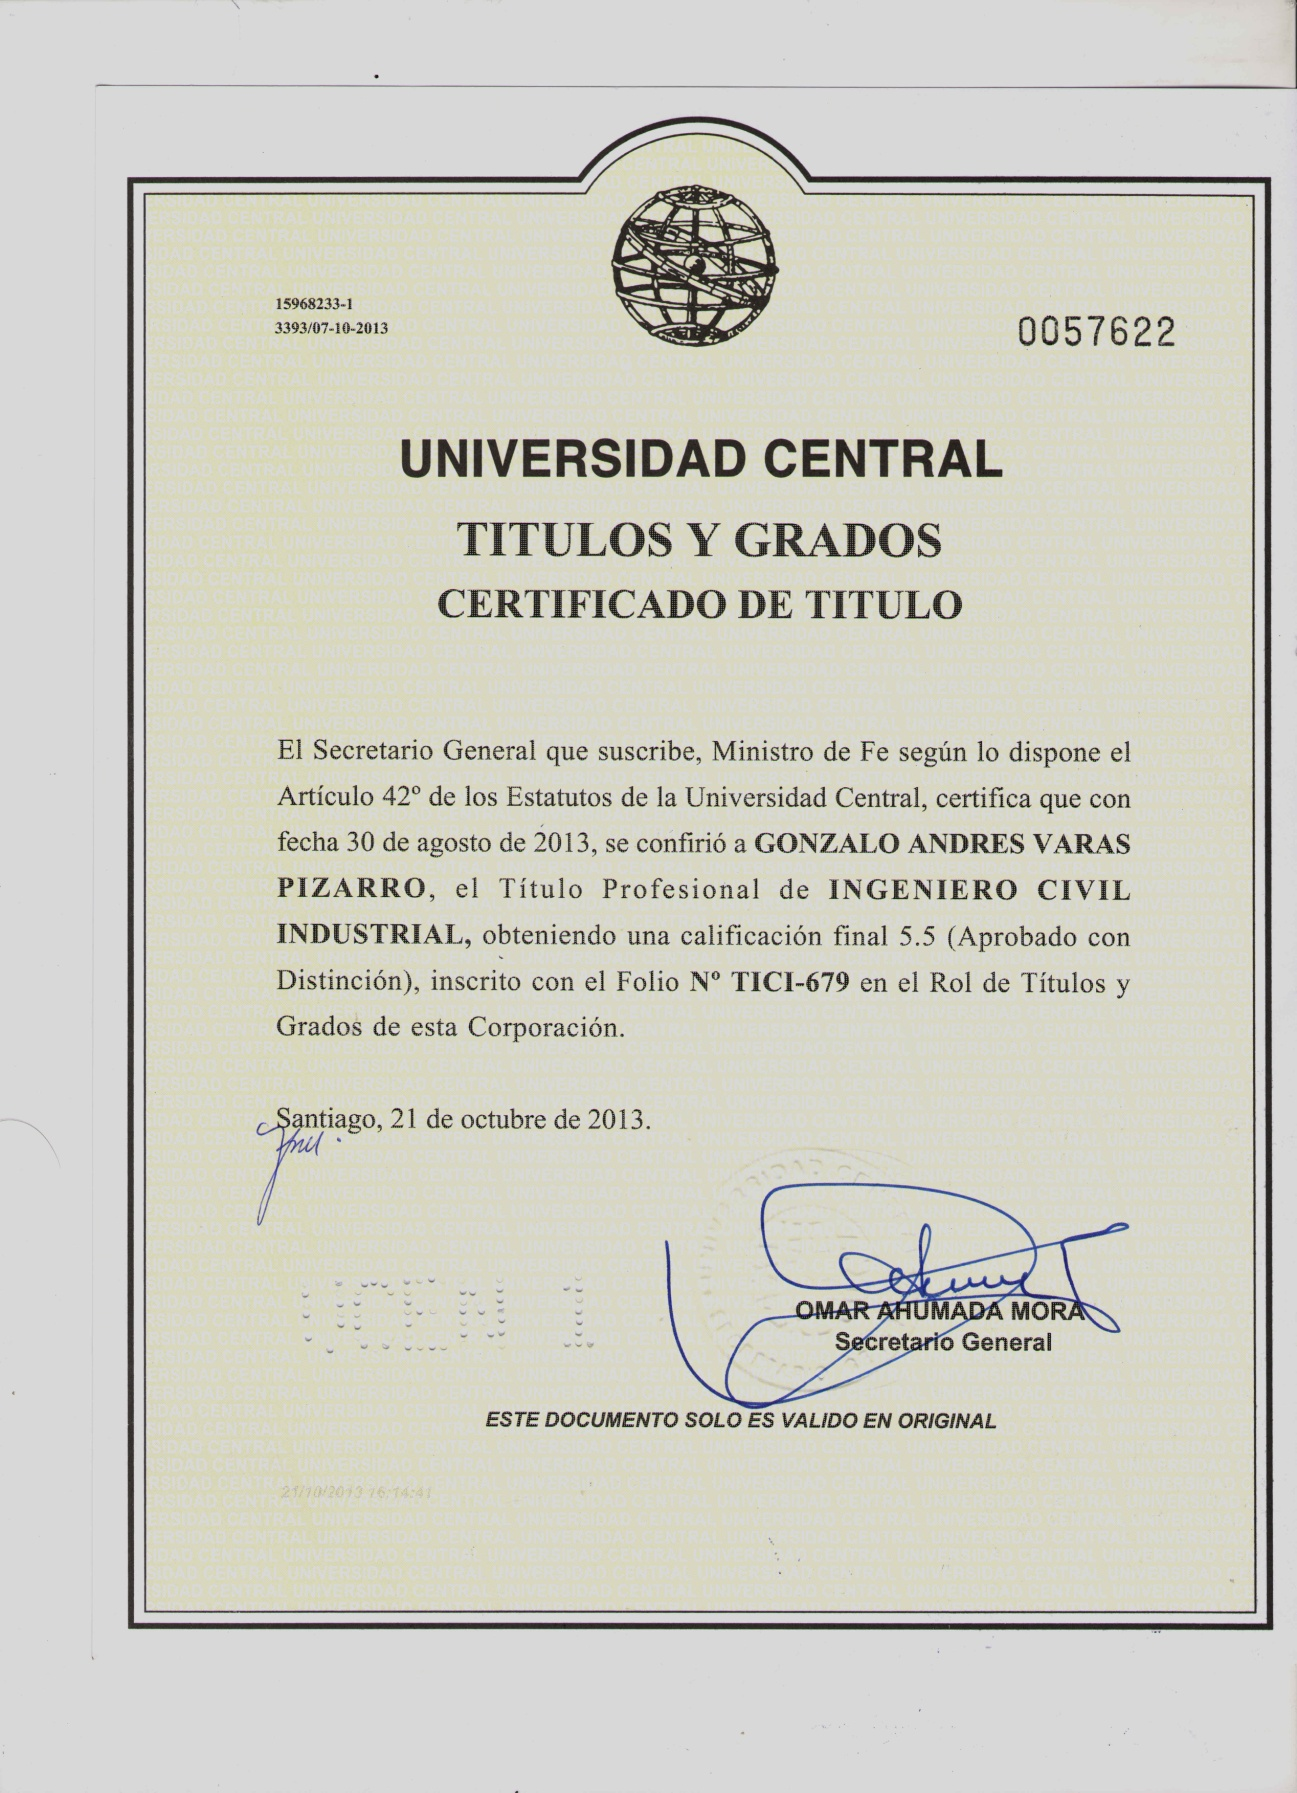 15968233-1
3393/07-10-2013
0057622
UNIVERSIDAD CENTRAL
TITULOS Y GRADOS
CERTIFICADO DE TITULO
El Secretario General que suscribe, Ministro de Fe según lo dispone el
Artículo 42º de los Estatutos de la Universidad Central, certifica que con
fecha 30 de agosto de 2013, se confirió a GONZALO ANDRES VARAS
PIZARRO, el Título Profesional de INGENIERO CIVIL
INDUSTRIAL, obteniendo una calificación final 5.5 (Aprobado con
Distinción), inscrito con el Folio Nº TICI-679 en el Rol de Títulos y
Grados de esta Corporación.
Santiago, 21 de octubre de 2013.
OMAR AHUMADA MORA
Secretario General
ESTE DOCUMENTO SOLO ES VALIDO EN ORIGINAL
21/10/2013 16:14:41